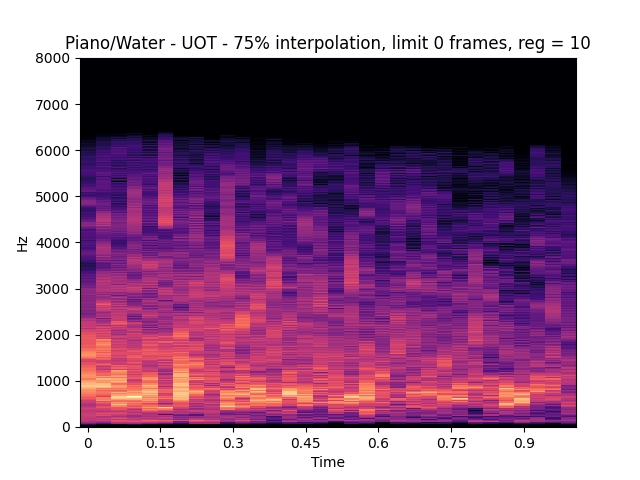 Piano/Water - UOT - 75% interpolation, limit 0 frames, reg = 10
8000
7000
6000
5000
4000
3000
2000
1000
0
Hz
0 0.15 0.3 0.45 0.6 0.75 0.9
Time